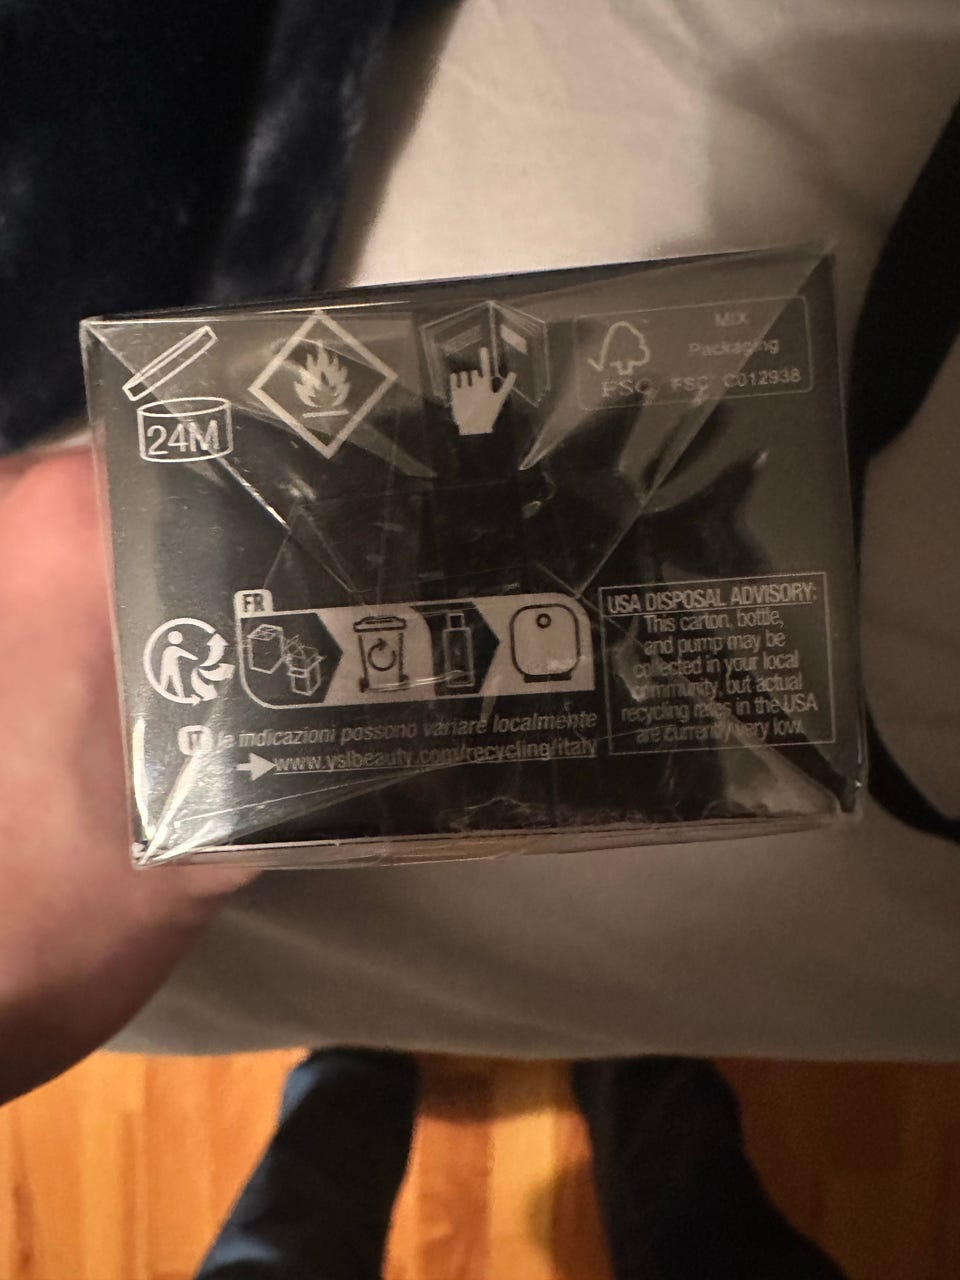 24M
MIX
Packaging
FSC FSC® C012938
FR
IT le indicazioni possono variare localmente
www.yslbeauty.com/recycling/italy
USA DISPOSAL ADVISORY:
This carton, bottle,
and pump may be
collected in your local
community, but actual
recycling rates in the USA
are currently very low.